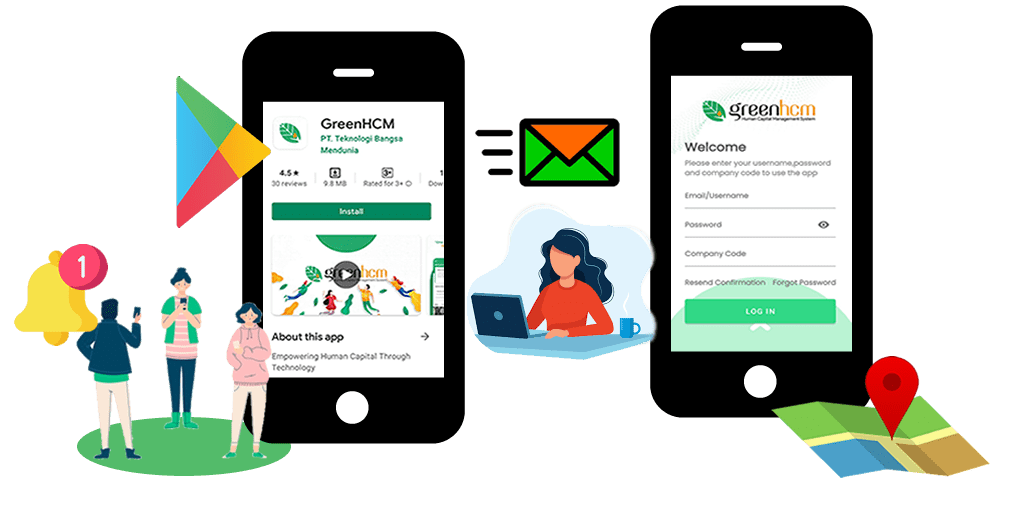 GreenHCM
PT. Teknologi Bangsa
Mendunia
4.5★
30 reviews
9.8 MB
Rated for 3+
Dow
Install
greenhcm
About this app
Empowering Human Capital Through
Technology
1
greenhcm
Human Capital Management System
Welcome
Please enter your username,password
and company code to use the app
Email/Username
Password
Company Code
Resend Confirmation Forgot Password
LOG IN